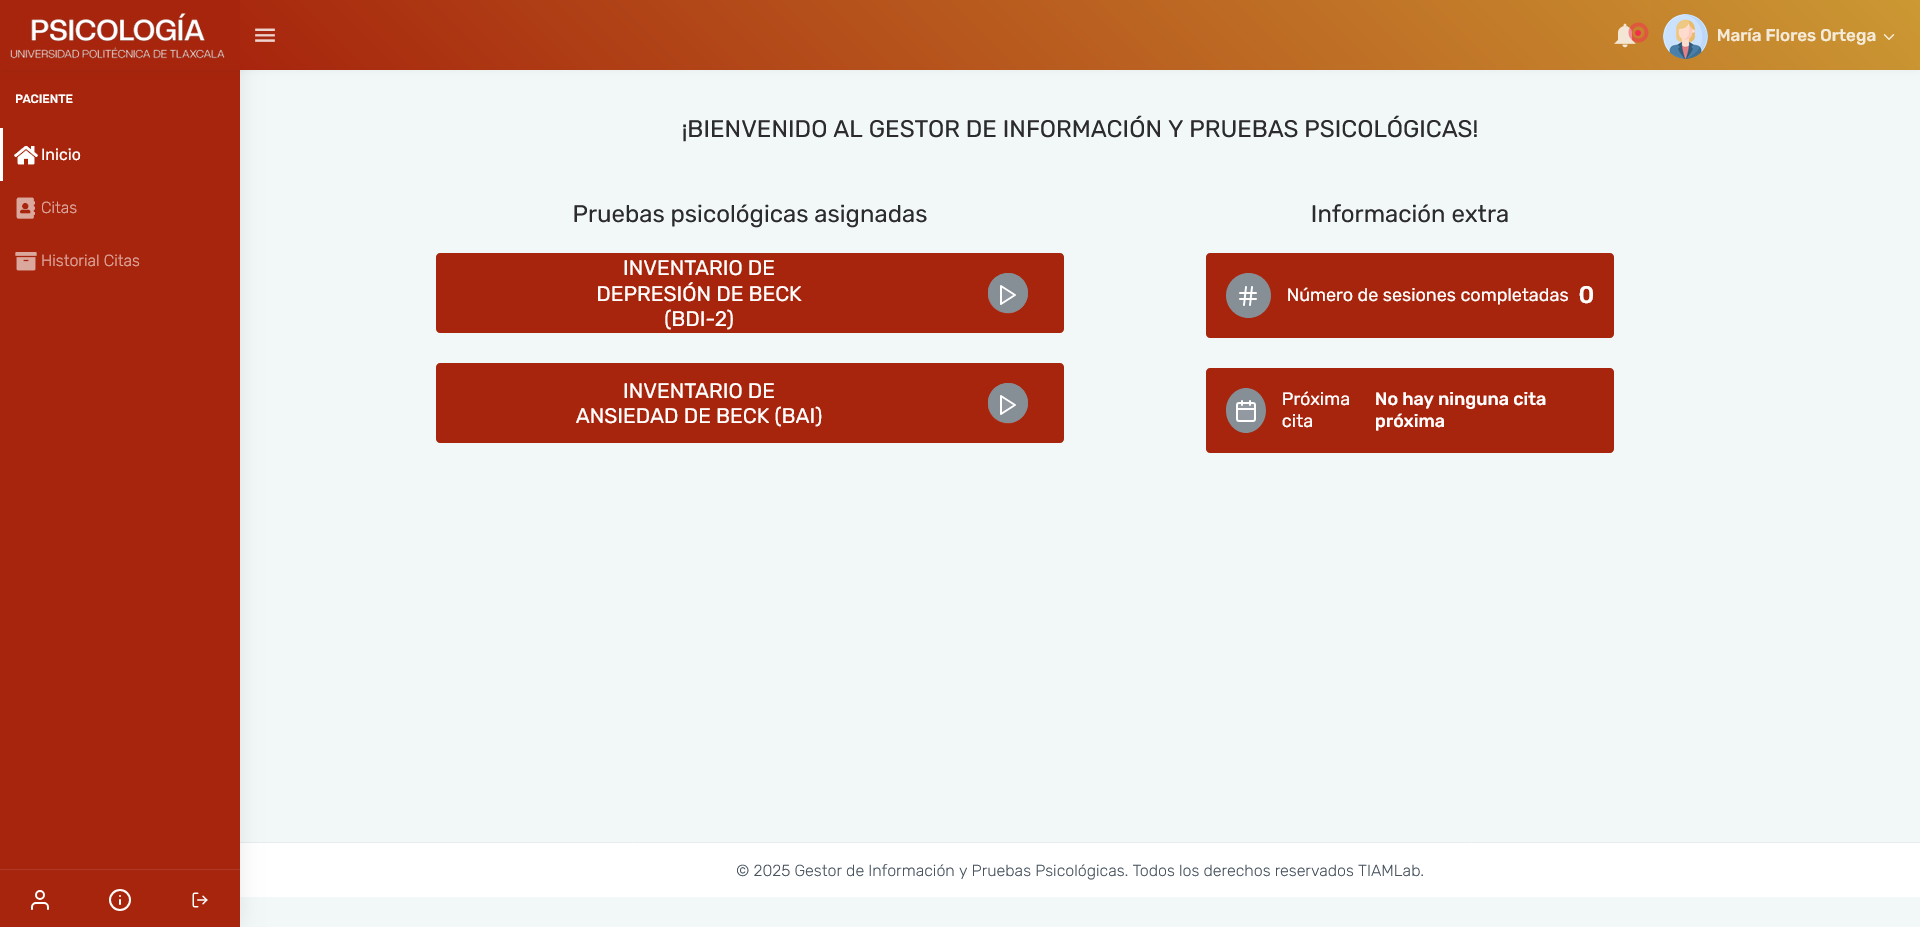 PSICOLOGÍA
UNIVERSIDAD POLITÉCNICA DE TLAXCALA
María Flores Ortega
PACIENTE
Inicio
Citas
Historial Citas
¡BIENVENIDO AL GESTOR DE INFORMACIÓN Y PRUEBAS PSICOLÓGICAS!
Pruebas psicológicas asignadas
INVENTARIO DE
DEPRESIÓN DE BECK
(BDI-2)
INVENTARIO DE
ANSIEDAD DE BECK (BAI)
Información extra
Número de sesiones completadas 0
Próxima
cita
No hay ninguna cita
próxima
© 2025 Gestor de Información y Pruebas Psicológicas. Todos los derechos reservados TIAMLab.